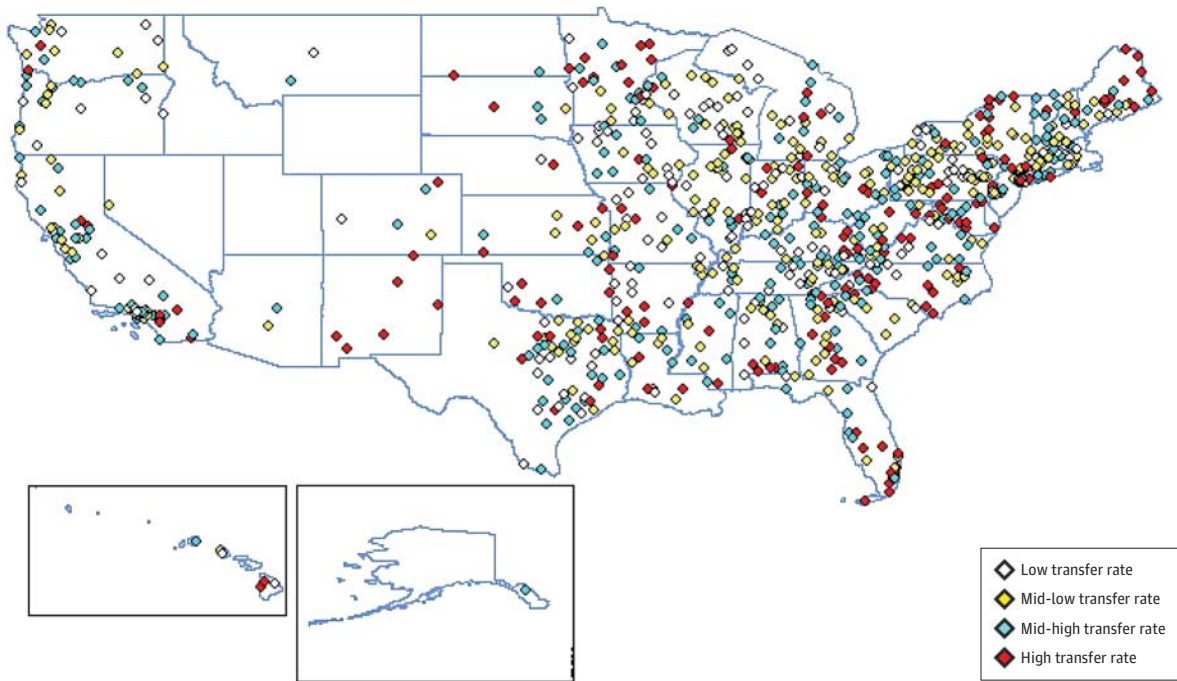 Low transfer rate
Mid-low transfer rate
Mid-high transfer rate
High transfer rate